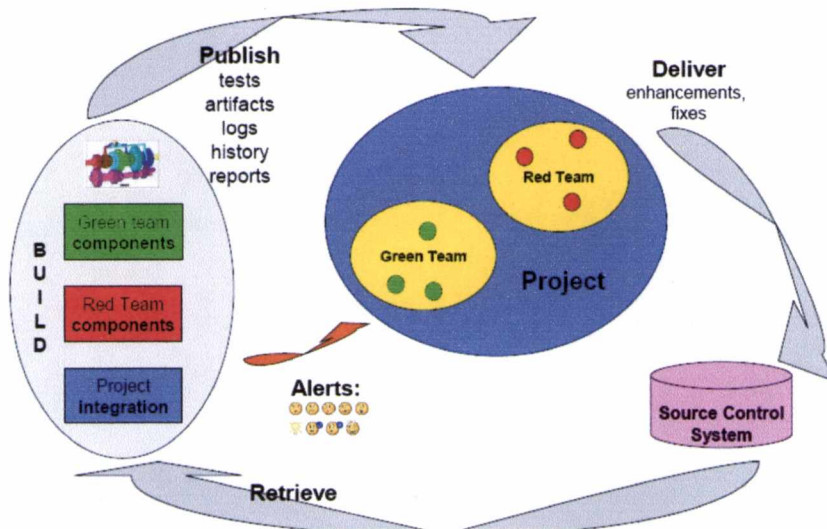 Publish
tests
artifacts
logs
history
reports
Deliver
enhancements,
fixes
Red Team
Green Team
Project
B
U
I
L
D
Green team
components
Red Team
components
Project
integration
Alerts:
Source Control
System
Retrieve